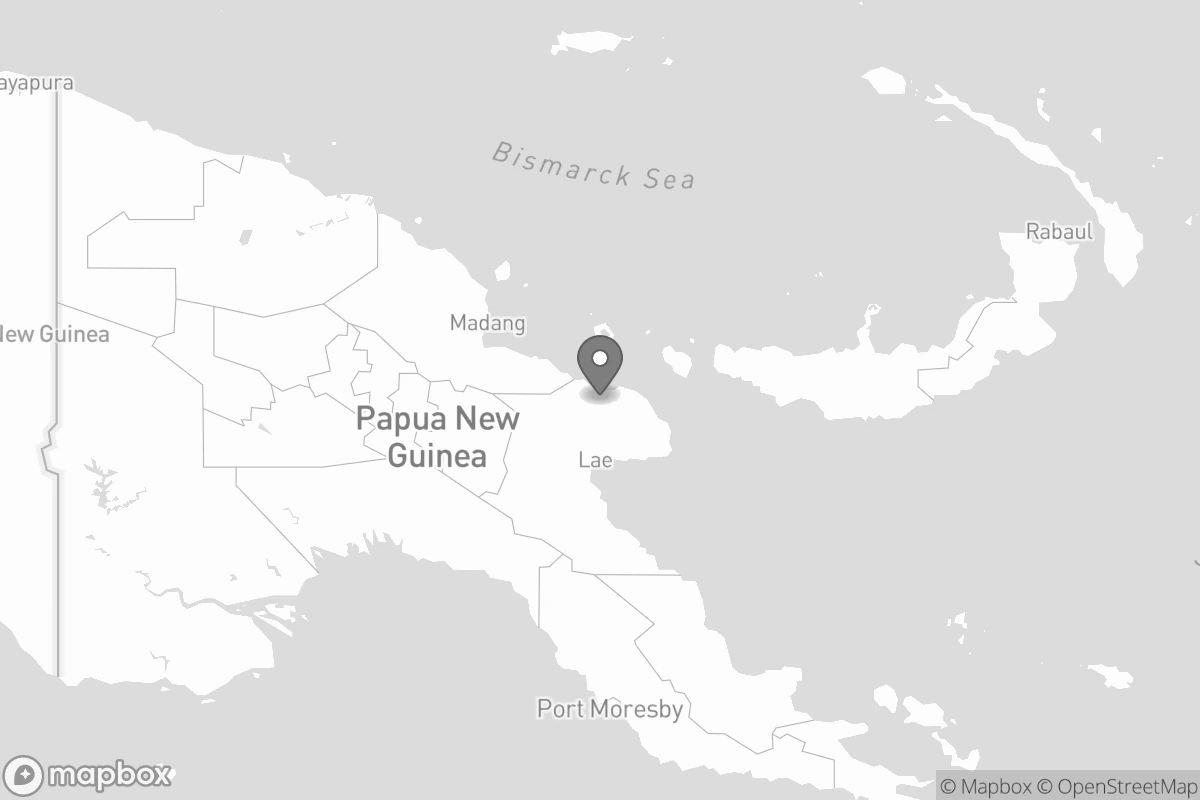 ayapura
Bismarck Sea
Rabaul
New Guinea
Madang
Papua New
Guinea
Lae
Port Moresby
mapbox
© Mapbox © OpenStreetMap